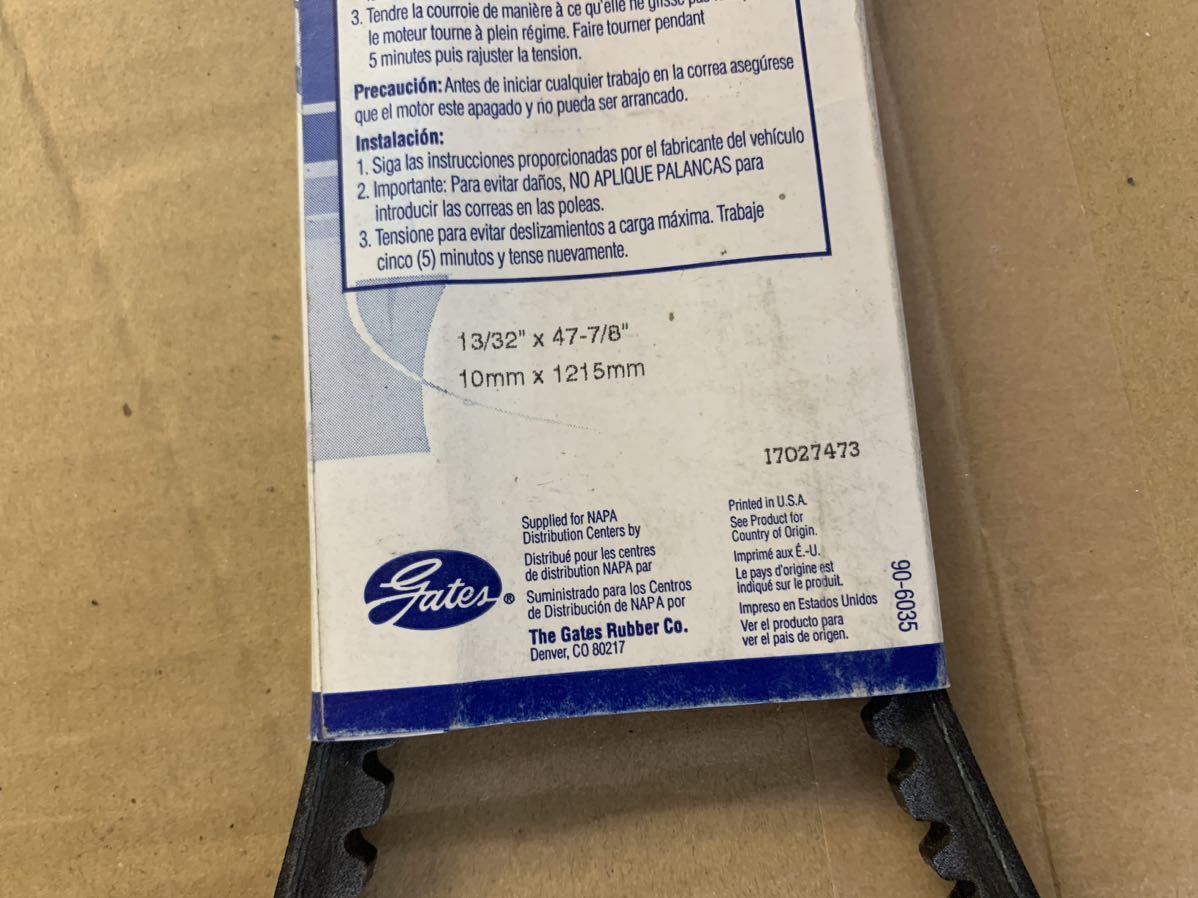 3. Tendre la courroie de manière à ce qu'elle ne
le moteur tourne à plein régime. Faire tourner pendant
5 minutes puis rajuster la tension.
Precaución: Antes de iniciar cualquier trabajo en la correa asegúrese
que el motor este apagado y no pueda ser arrancado.
Instalación:
1. Siga las instrucciones proporcionadas por el fabricante del vehículo
2. Importante: Para evitar daños, NO APLIQUE PALANCAS para
introducir las correas en las poleas.
3. Tensione para evitar deslizamientos a carga máxima. Trabaje
cinco (5) minutos y tense nuevamente.
13/32" x 47-7/8"
10mm x 1215mm
17027473
Gates®
Supplied for NAPA
Distribution Centers by
Distribué pour les centres
de distribution NAPA par
Suministrado para los Centros
de Distribución de NAPA por
The Gates Rubber Co.
Denver, CO 80217
Printed in U.S.A.
See Product for
Country of Origin.
Imprimé aux É.-U.
Le pays d'origine est
indiqué sur le produit.
Impreso en Estados Unidos
Ver el producto para
ver el pais de origen.
90-6035